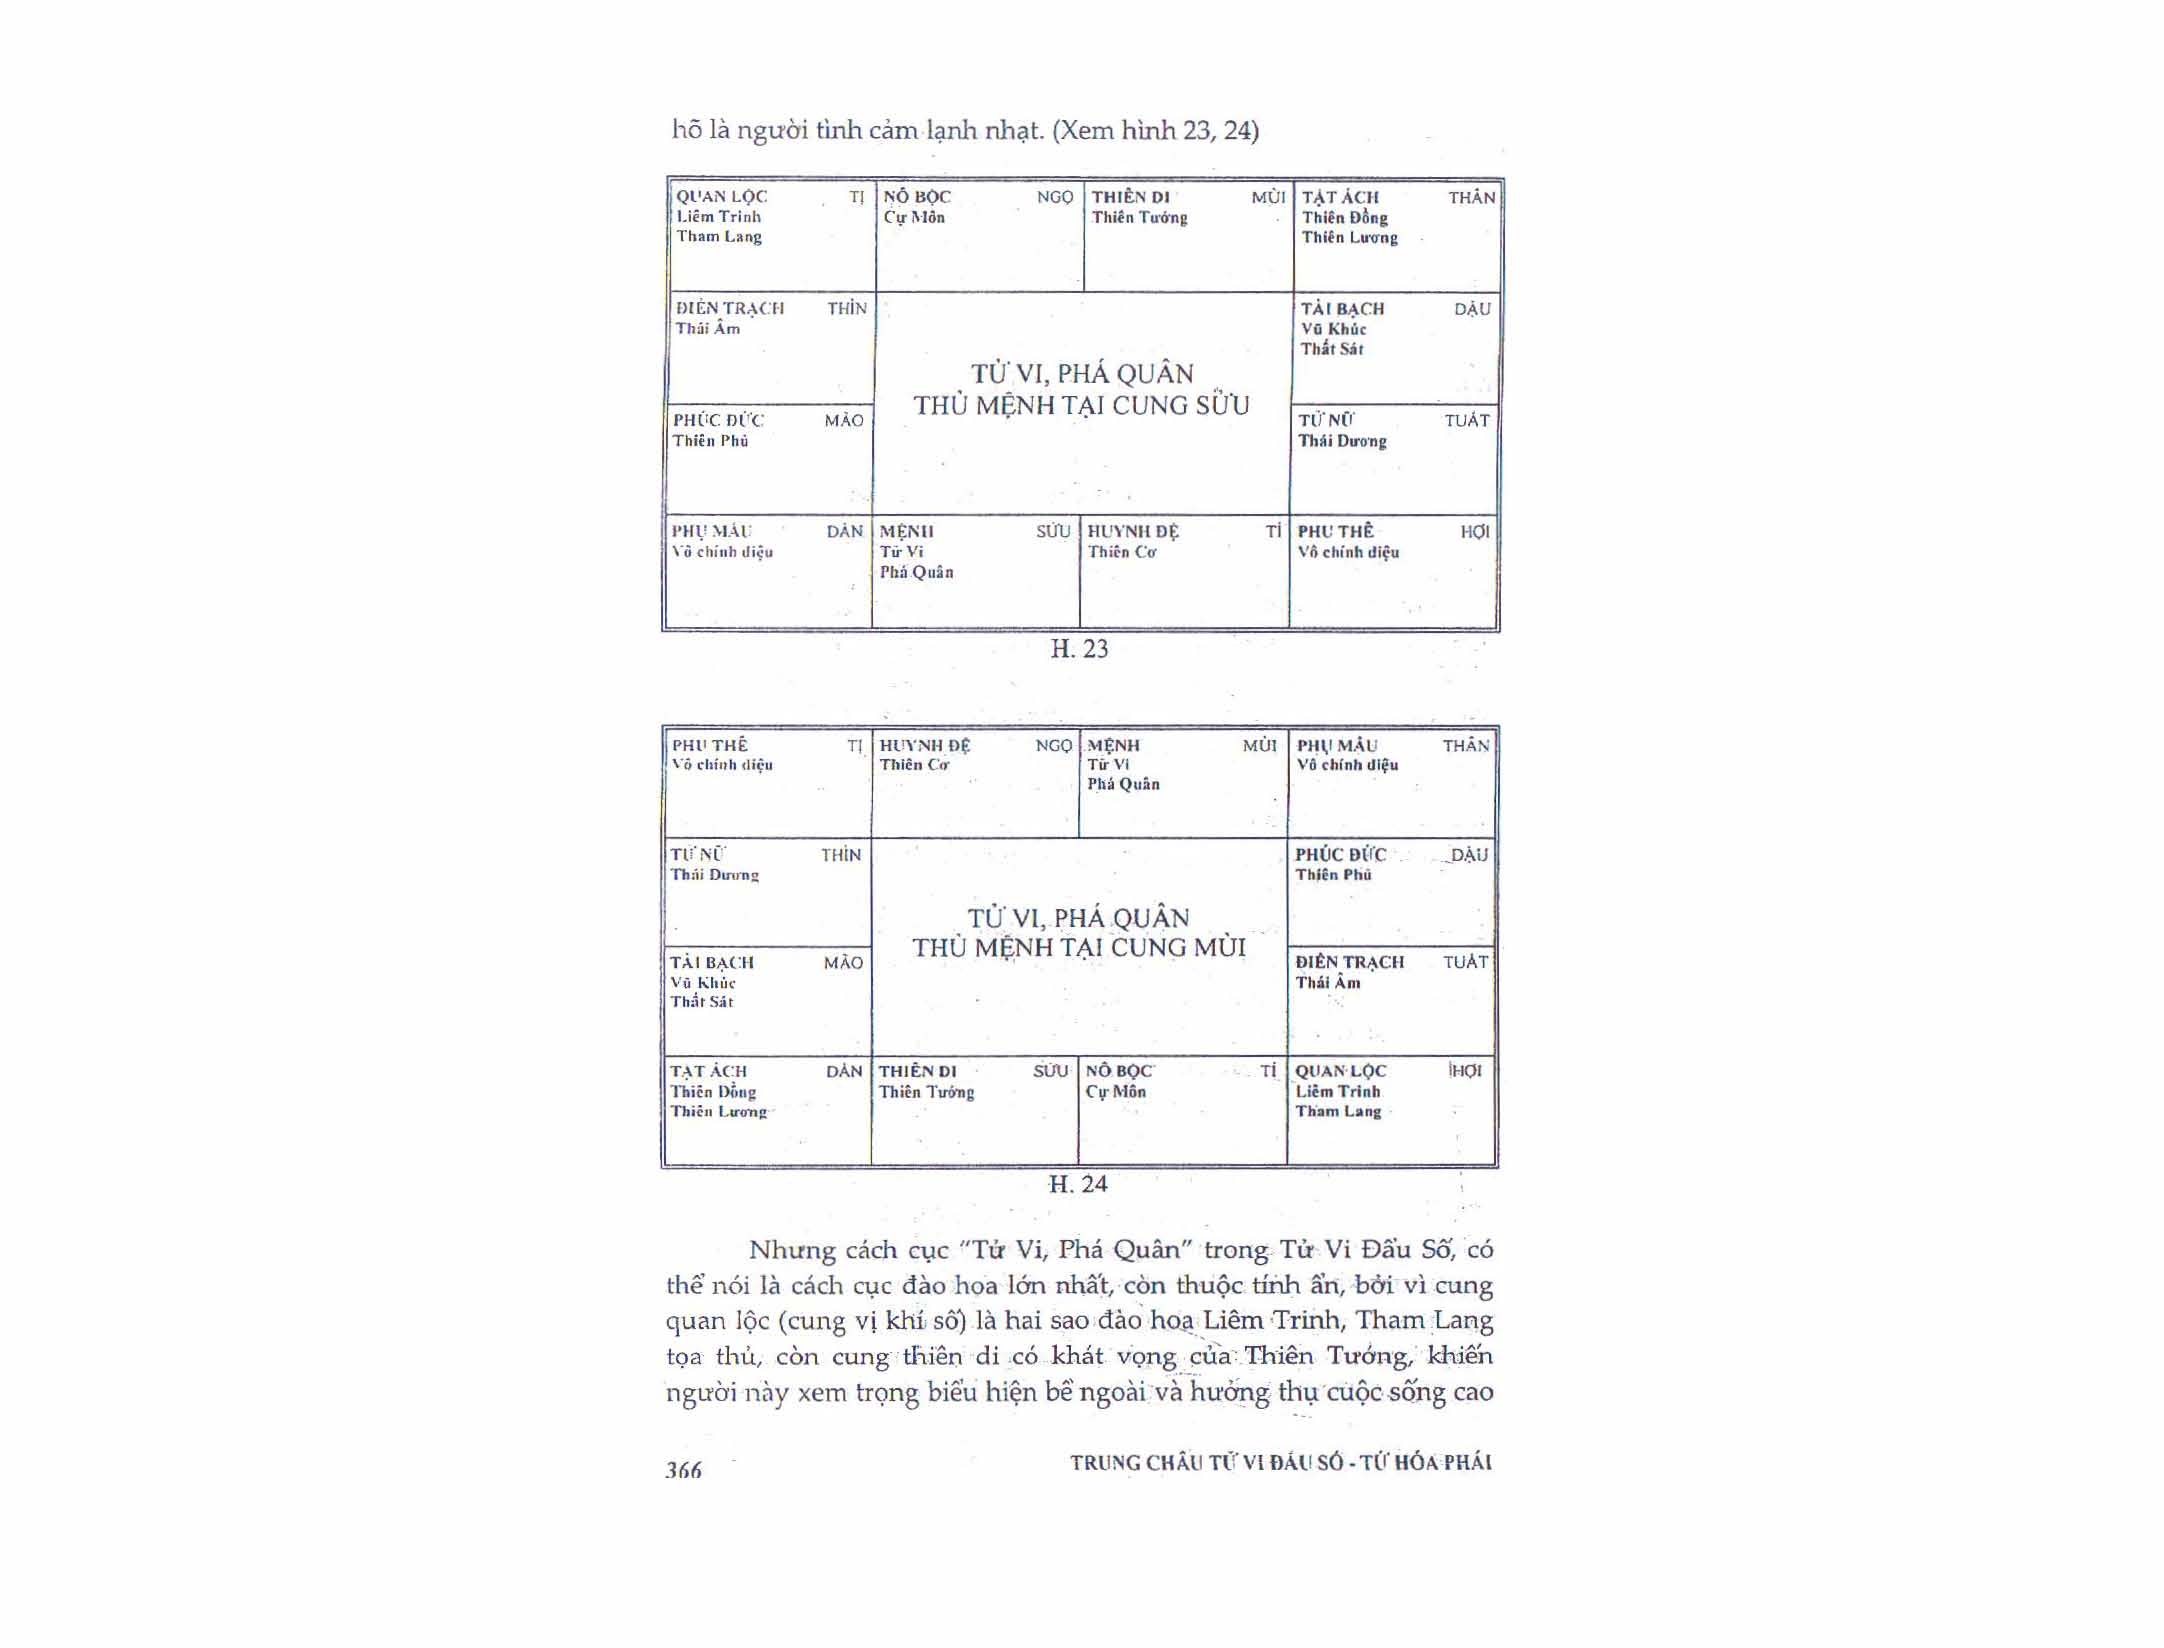 hõ là người tình cảm lạnh nhạt. (Xem hình 23, 24)
QUAN LỘC TỊ
Liêm Trinh
Tham Lang
NÔ BỘC NGỌ
Cự Môn
THIÊN DI MÙI
Thiên Tướng
TẬT ÁCH THÂN
Thiên Đồng
Thiên Lương
ĐIỀN TRẠCH THÌN
Thái Âm
TÀI BẠCH DẬU
Vũ Khúc
Thất Sát
TỬ VI, PHÁ QUÂN
THỦ MỆNH TẠI CUNG SỬU
PHÚC ĐỨC MÃO
Thiên Phủ
TỬ NỮ TUẤT
Thái Dương
PHỤ MẪU DẦN
Vô chính diệu
MỆNH SỬU
Tử Vi
Phá Quân
HUYNH ĐỆ TÍ
Thiên Cơ
PHU THÊ HỢI
Vô chính diệu
H. 23
PHU THÊ TỊ
Vô chính diệu
HUYNH ĐỆ NGỌ
Thiên Cơ
MỆNH MÙI
Tử Vi
Phá Quân
PHỤ MẪU THÂN
Vô chính diệu
TỬ NỮ THÌN
Thái Dương
PHÚC ĐỨC DẬU
Thiên Phủ
TỬ VI, PHÁ QUÂN
THỦ MỆNH TẠI CUNG MÙI
TÀI BẠCH MÃO
Vũ Khúc
Thất Sát
ĐIỀN TRẠCH TUẤT
Thái Âm
TẬT ÁCH DẦN
Thiên Đồng
Thiên Lương
THIÊN DI SỬU
Thiên Tướng
NÔ BỘC TÍ
Cự Môn
QUAN LỘC HỢI
Liêm Trinh
Tham Lang
H. 24
Nhưng cách cục "Tử Vi, Phá Quân" trong Tử Vi Đẩu Số, có
thể nói là cách cục đào hoa lớn nhất, còn thuộc tính ẩn, bởi vì cung
quan lộc (cung vị khí số) là hai sao đào hoa Liêm Trinh, Tham Lang
tọa thủ, còn cung thiên di có khát vọng của Thiên Tướng, khiến
người này xem trọng biểu hiện bề ngoài và hưởng thụ cuộc sống cao
366 TRUNG CHÂU TỬ VI ĐẨU SỐ - TỨ HÓA PHÁI